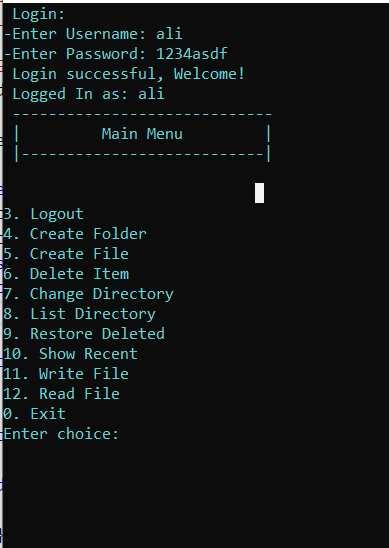 Login:
-Enter Username: ali
-Enter Password: 1234asdf
Login successful, Welcome!
Logged In as: ali
-----------------------------
|         Main Menu         |
|---------------------------|
3. Logout
4. Create Folder
5. Create File
6. Delete Item
7. Change Directory
8. List Directory
9. Restore Deleted
10. Show Recent
11. Write File
12. Read File
0. Exit
Enter choice: